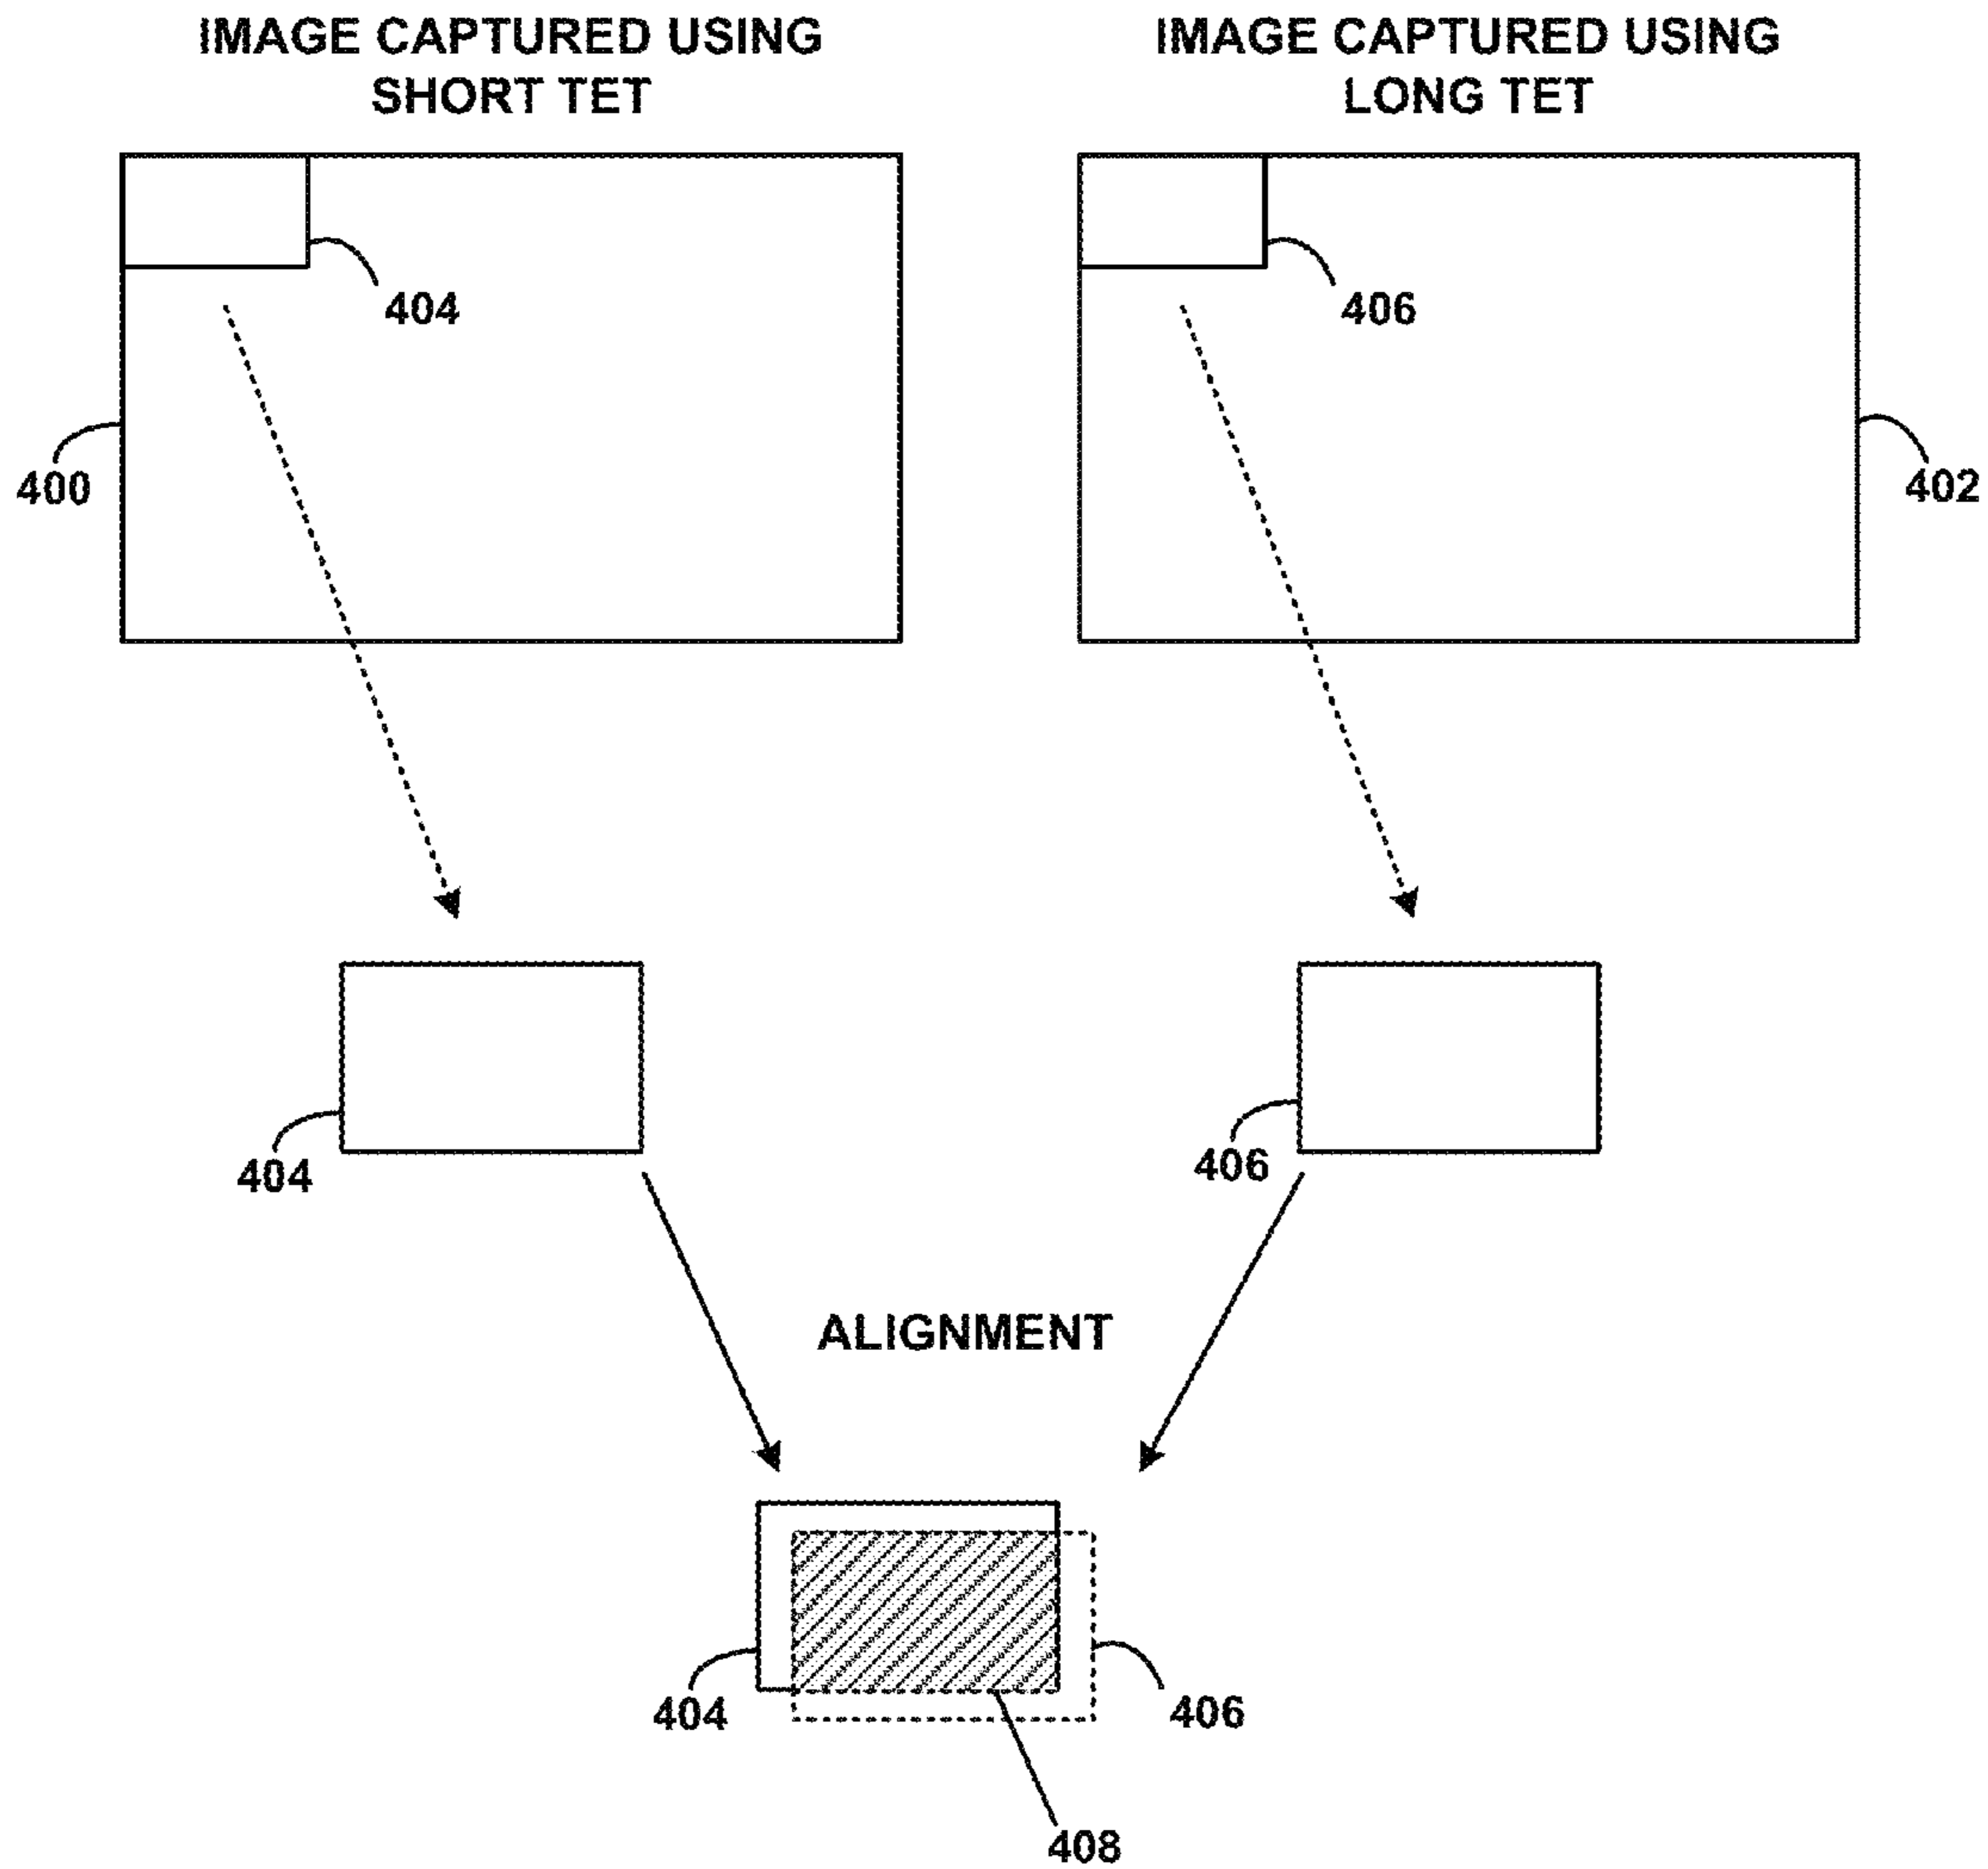 IMAGE CAPTURED USING
SHORT TET
IMAGE CAPTURED USING
LONG TET
404
406
400
402
404
406
ALIGNMENT
404
406
408